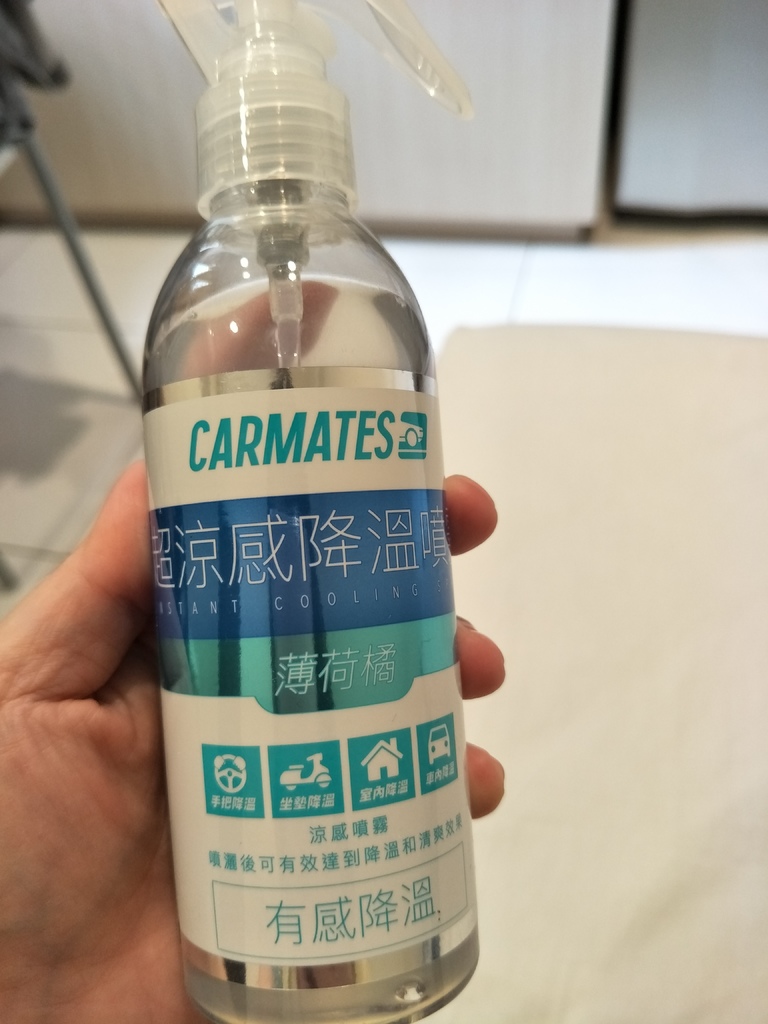 CARMATES
超涼感降溫噴
INSTANT COOLING
薄荷橘
手把降溫 坐墊降溫 室內降溫 車內降溫
涼感噴霧
噴灑後可有效達到降溫和清爽效果
有感降溫